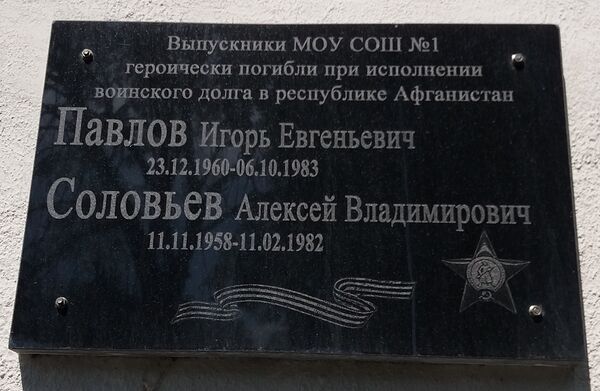 Выпускники МОУ СОШ №1
героически погибли при исполнении
воинского долга в республике Афганистан
Павлов Игорь Евгеньевич
23.12.1960-06.10.1983
Соловьев Алексей Владимирович
11.11.1958-11.02.1982